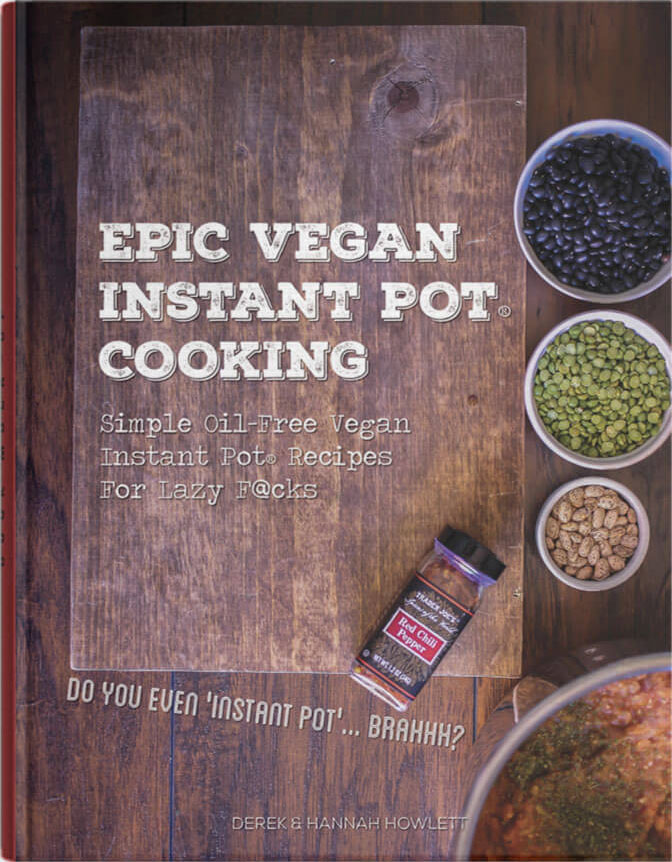 EPIC VEGAN
INSTANT POT®
COOKING
Simple Oil-Free Vegan
Instant Pot® Recipes
For Lazy F@cks
TRADER JOE'S
Red Chili
Pepper
DO YOU EVEN 'INSTANT POT'... BRAHHH?
DEREK & HANNAH HOWLETT